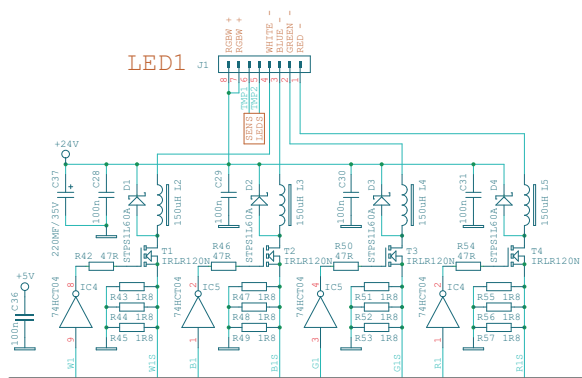 RGBW +
RGBW +
WHITE -
BLUE -
GREEN -
RED -
LED1
J1
8
7
6
5
4
3
2
1
TMP1
TMP2
SENS
LEDS
+24V
C37
220MF/35V
C28
100n
D1
STPS1L60A
L2
150uH
C29
100n
D2
STPS1L60A
L3
150uH
C30
100n
D3
STPS1L60A
L4
150uH
C31
100n
D4
STPS1L60A
L5
150uH
R42 47R
T1
IRLR120N
R46
47R
T2
IRLR120N
R50
47R
T3
IRLR120N
R54
47R
T4
IRLR120N
+5V
C36
100n
74HCT04
8
IC4
9
R43 1R8
R44 1R8
R45 1R8
74HCT04
2
IC5
1
R47 1R8
R48 1R8
R49 1R8
74HCT04
4
IC5
3
R51 1R8
R52 1R8
R53 1R8
74HCT04
2
IC4
1
R55 1R8
R56 1R8
R57 1R8
W1
W1S
B1
B1S
G1
G1S
R1
R1S